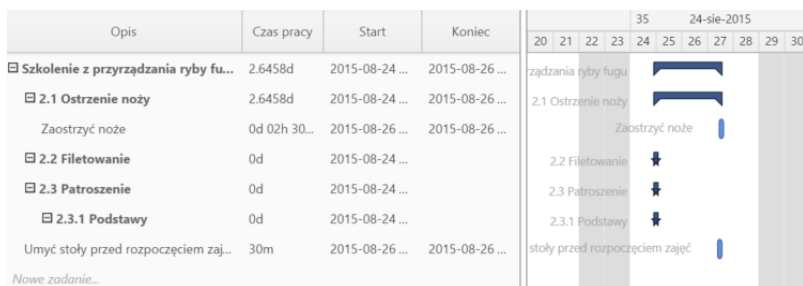 Opis Czas pracy Start Koniec 35 24-sie-2015
20 21 22 23 24 25 26 27 28 29 30
Szkolenie z przyrządzania ryby fu... 2.6458d 2015-08-24 ... 2015-08-26 ... rządzania ryby fugu
2.1 Ostrzenie noży 2.6458d 2015-08-24 ... 2015-08-26 ... 2.1 Ostrzenie noży
Zaostrzyć noże 0d 02h 30... 2015-08-26 ... 2015-08-26 ... Zaostrzyć noże
2.2 Filetowanie 0d 2015-08-24 ... 2.2 Filetowanie
2.3 Patroszenie 0d 2015-08-24 ... 2.3 Patroszenie
2.3.1 Podstawy 0d 2015-08-24 ... 2.3.1 Podstawy
Umyć stoły przed rozpoczęciem zaj... 30m 2015-08-26 ... 2015-08-26 ... stoły przed rozpoczęciem zajęć
Nowe zadanie...